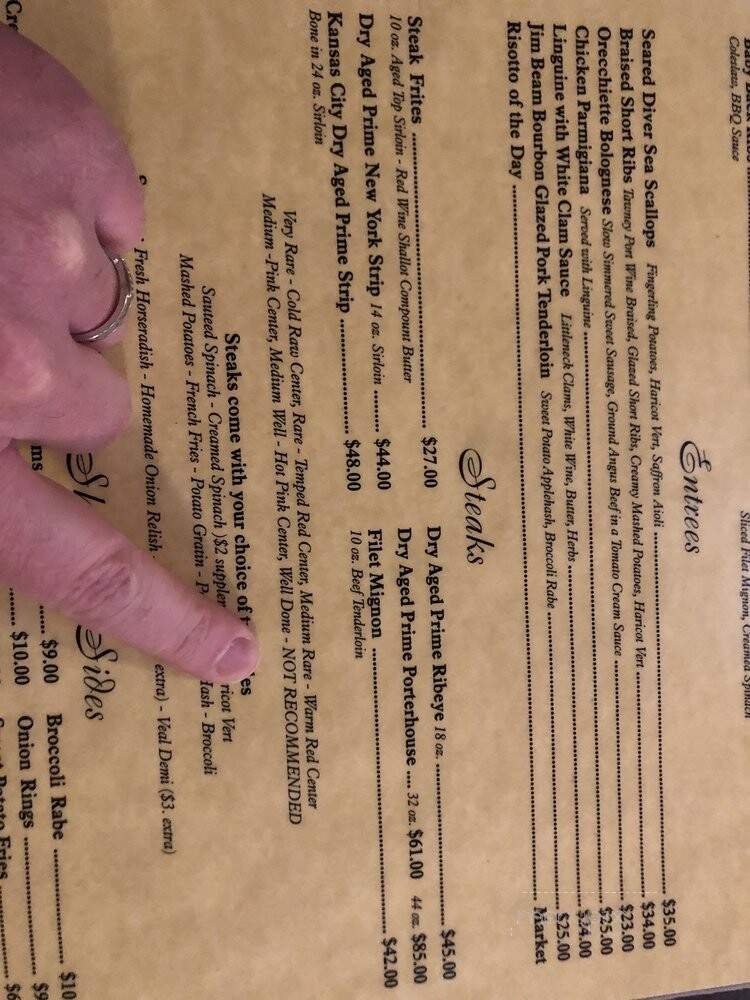 Coleslaw, BBQ Sauce
Sliced Filet Mignon,
Entrees
Seared Diver Sea Scallops Fingerling Potatoes, Haricot Vert, Saffron Aioli ........ $35.00
Braised Short Ribs Tawney Port Wine Braised, Glazed Short Ribs, Creamy Mashed Potatoes, Haricot Vert ........ $34.00
Orecchiette Bolognese Slow Simmered Sweet Sausage, Ground Angus Beef in a Tomato Cream Sauce ........ $23.00
Chicken Parmigiana Served with Linguine ........ $25.00
Linguine with White Clam Sauce Littleneck Clams, White Wine, Butter, Herbs ........ $24.00
Jim Beam Bourbon Glazed Pork Tenderloin Sweet Potato Applehash, Broccoli Rabe ........ $25.00
Risotto of the Day ........ Market
Steaks
Steak Frites ........ $27.00
10 oz. Aged Top Sirloin - Red Wine Shallot Compount Butter
Dry Aged Prime New York Strip 14 oz. Sirloin ........ $44.00
Kansas City Dry Aged Prime Strip ........ $48.00
Bone in 24 oz. Sirloin
Dry Aged Prime Ribeye 18 oz. ........ $45.00
Dry Aged Prime Porterhouse .... 32 oz. $61.00 44 oz. $85.00
Filet Mignon ........ $42.00
10 oz. Beef Tenderloin
Very Rare - Cold Raw Center, Rare - Temped Red Center, Medium Rare - Warm Red Center
Medium -Pink Center, Medium Well - Hot Pink Center, Well Done - NOT RECOMMENDED
Steaks come with your choice of
Sauteed Spinach - Creamed Spinach )$2 Vert
Mashed Potatoes - French Fries - Potato Gratin - Hash - Broccoli
· Fresh Horseradish - Homemade Onion Relish - extra) - Veal Demi ($3. extra)
Sides
...... $9.00
........ $10.00
Broccoli Rabe ........ $10
Onion Rings ........ $9
Potato Fries ........ $6